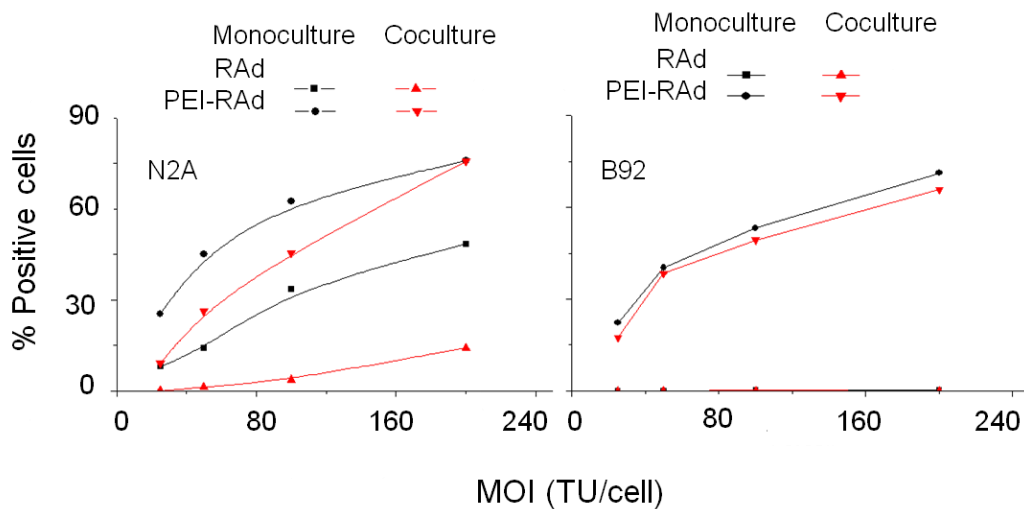 Monoculture Coculture
RAd
PEI-RAd
Monoculture Coculture
RAd
PEI-RAd
% Positive cells
90
60
30
0
N2A
B92
0 80 160 240
0 80 160 240
MOI (TU/cell)